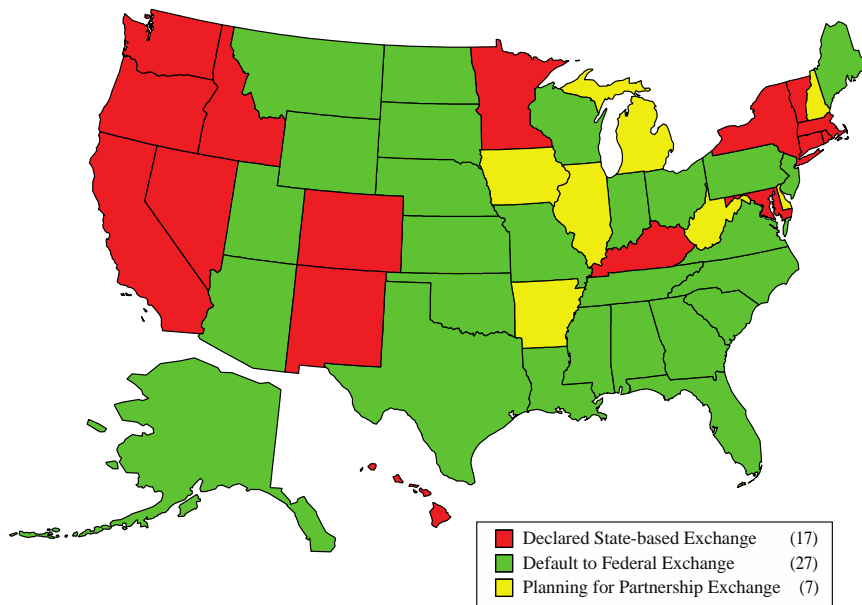 Declared State-based Exchange (17)
Default to Federal Exchange (27)
Planning for Partnership Exchange (7)